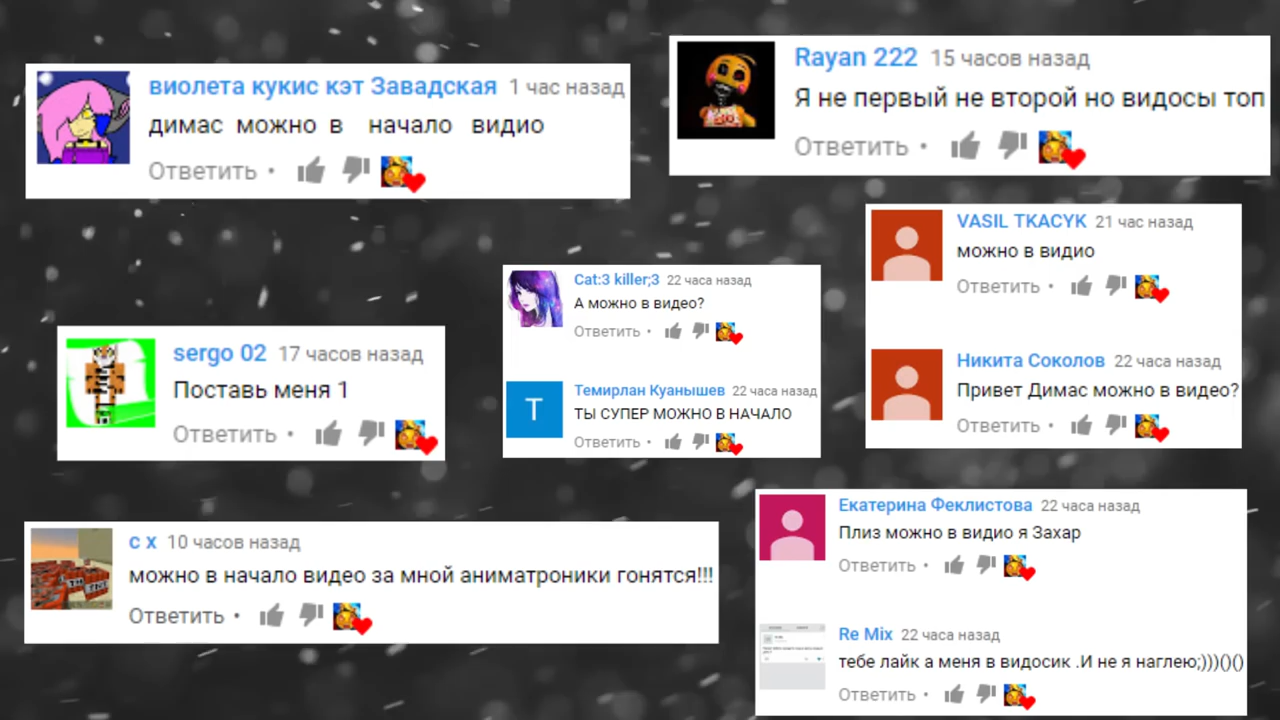 виолета кукис кэт Завадская 1 час назад
димас можно в начало видио
Ответить •
Rayan 222 15 часов назад
Я не первый не второй но видосы топ
Ответить •
VASIL TKACYK 21 час назад
можно в видио
Ответить •
Никита Соколов 22 часа назад
Привет Димас можно в видео?
Ответить •
Cat:3 killer;3 22 часа назад
А можно в видео?
Ответить •
T
Темирлан Куанышев 22 часа назад
ТЫ СУПЕР МОЖНО В НАЧАЛО
Ответить •
sergo 02 17 часов назад
Поставь меня 1
Ответить •
с х 10 часов назад
можно в начало видео за мной аниматроники гонятся!!!
Ответить •
Екатерина Феклистова 22 часа назад
Плиз можно в видио я Захар
Ответить •
Re Mix 22 часа назад
тебе лайк а меня в видосик .И не я наглею;)))()()
Ответить •